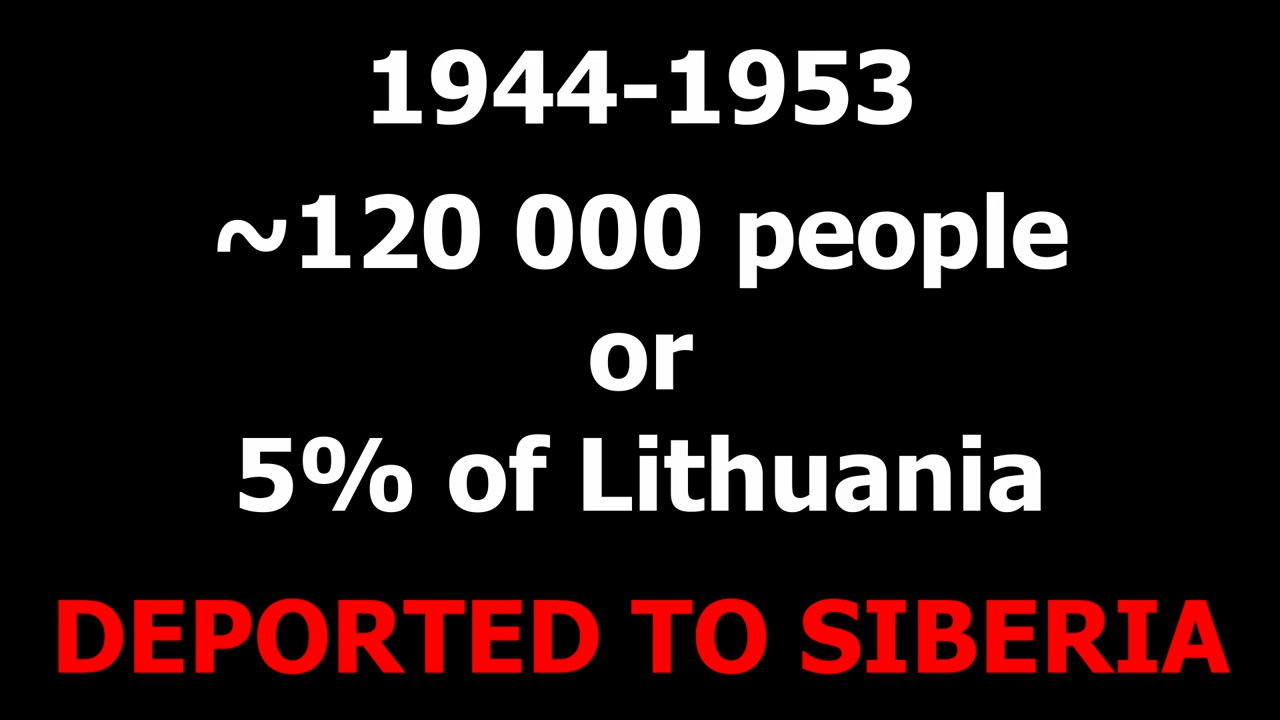 1944-1953
~120 000 people
or
5% of Lithuania
DEPORTED TO SIBERIA